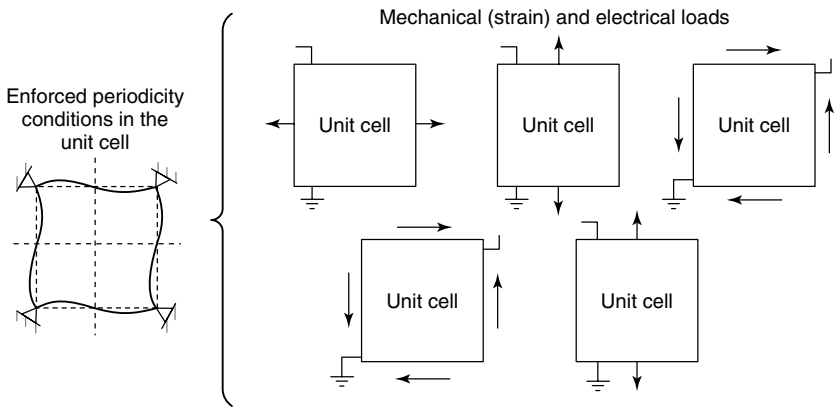 Mechanical (strain) and electrical loads
Enforced periodicity
conditions in the
unit cell
Unit cell
Unit cell
Unit cell
Unit cell
Unit cell